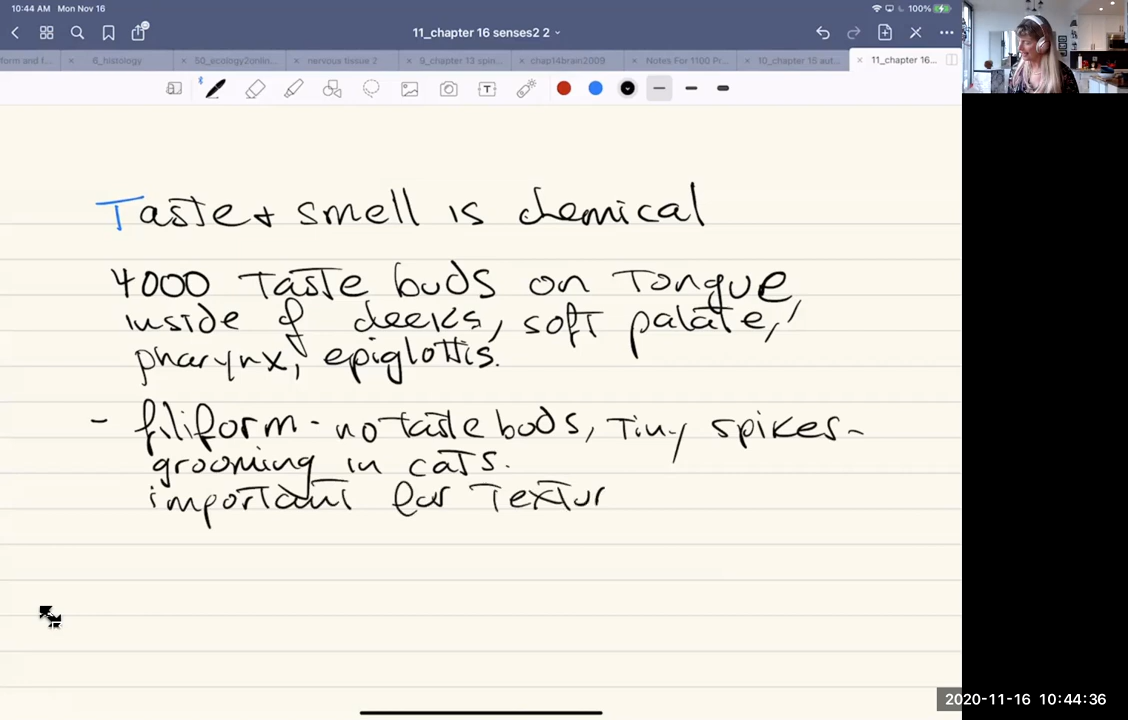 10:44 AM Mon Nov 16
100%
11_chapter 16 senses2 2
form and f...
6_histology
50_ecology2onlin...
nervous tissue 2
9_chapter 13 spin...
chap14brain2009
Notes For 1100 Pr...
10_chapter 15 aut...
11_chapter 16...
Taste + smell is chemical
4000 Taste buds on Tongue,
inside of cheeks, soft palate,
pharynx, epiglottis.
- filiform - no taste buds, Tiny spikes -
grooming in cats.
important for Textur
2020-11-16 10:44:36